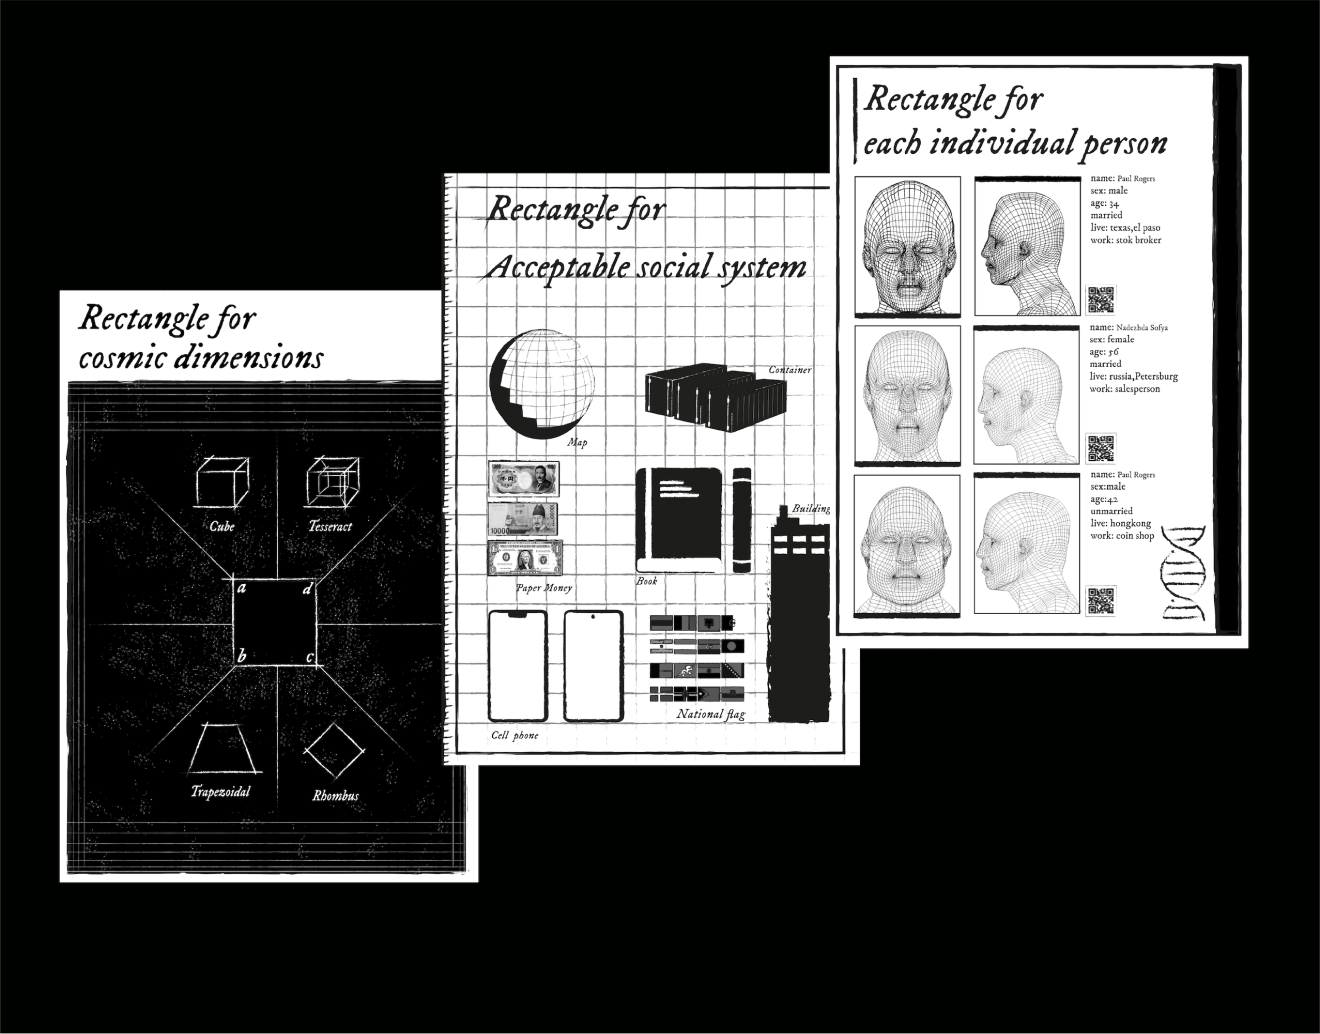 Rectangle for
cosmic dimensions
Cube
Tesseract
a
d
b
c
Trapezoidal
Rhombus
Rectangle for
Acceptable social system
Map
Container
Paper Money
Book
Building
Cell phone
National flag
Rectangle for
each individual person
name: Paul Rogers
sex: male
age: 34
married
live: texas,el paso
work: stok broker
name: Nadezhda Sofya
sex: female
age: 56
married
live: russia,Petersburg
work: salesperson
name: Paul Rogers
sex:male
age:42
unmarried
live: hongkong
work: coin shop